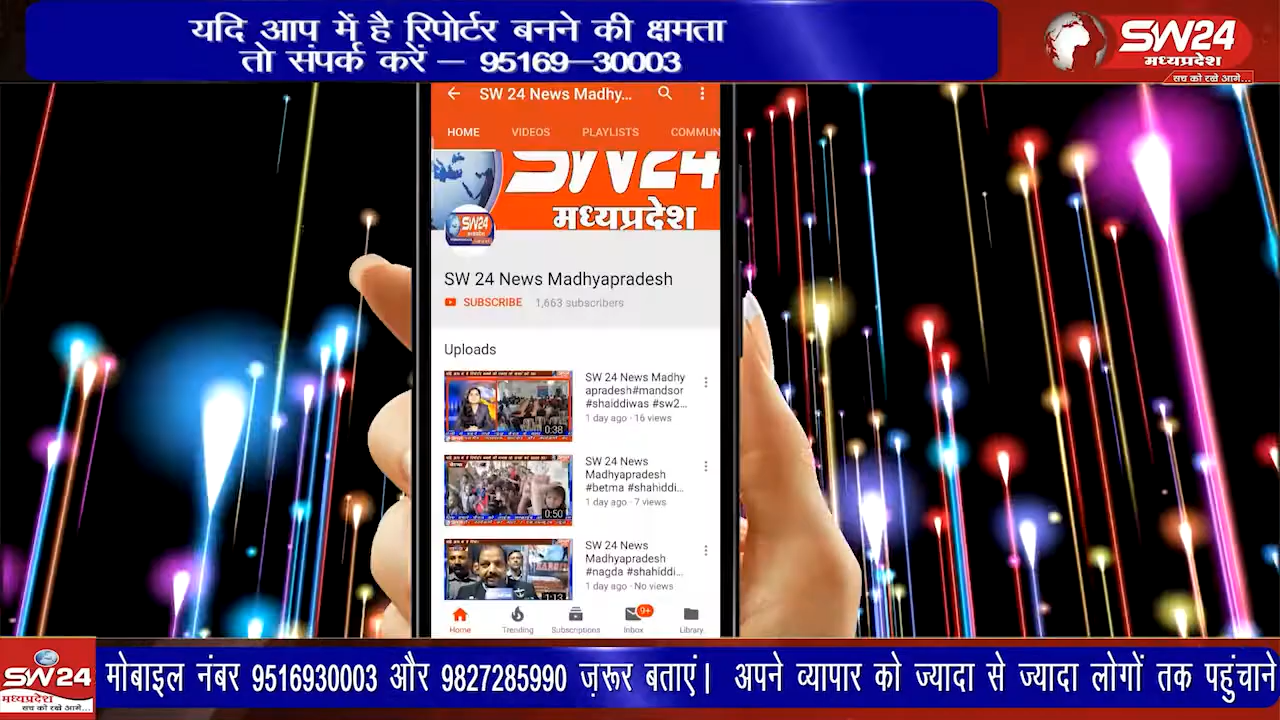 यदि आप में है रिपोर्टर बनने की क्षमता
तो संपर्क करें – 95169–30003
SW24
मध्यप्रदेश
सच को रखे आगे...
SW 24 News Madhy...
HOME VIDEOS PLAYLISTS COMMUN
SW24
मध्यप्रदेश
SW24
SW 24 News Madhyapradesh
SUBSCRIBE 1,663 subscribers
Uploads
SW 24 News Madhy
apradesh#mandsor
#shaiddiwas #sw2...
1 day ago · 16 views
0:38
SW 24 News
Madhyapradesh
#betma #shahiddi...
1 day ago · 7 views
0:50
SW 24 News
Madhyapradesh
#nagda #shahiddi...
1 day ago · No views
1:13
9+
Home Trending Subscriptions Inbox Library
SW24
मध्यप्रदेश
सच को रखे आगे...
मोबाइल नंबर 9516930003 और 9827285990 ज़रूर बताएं। अपने व्यापार को ज्यादा से ज्यादा लोगों तक पहुंचाने